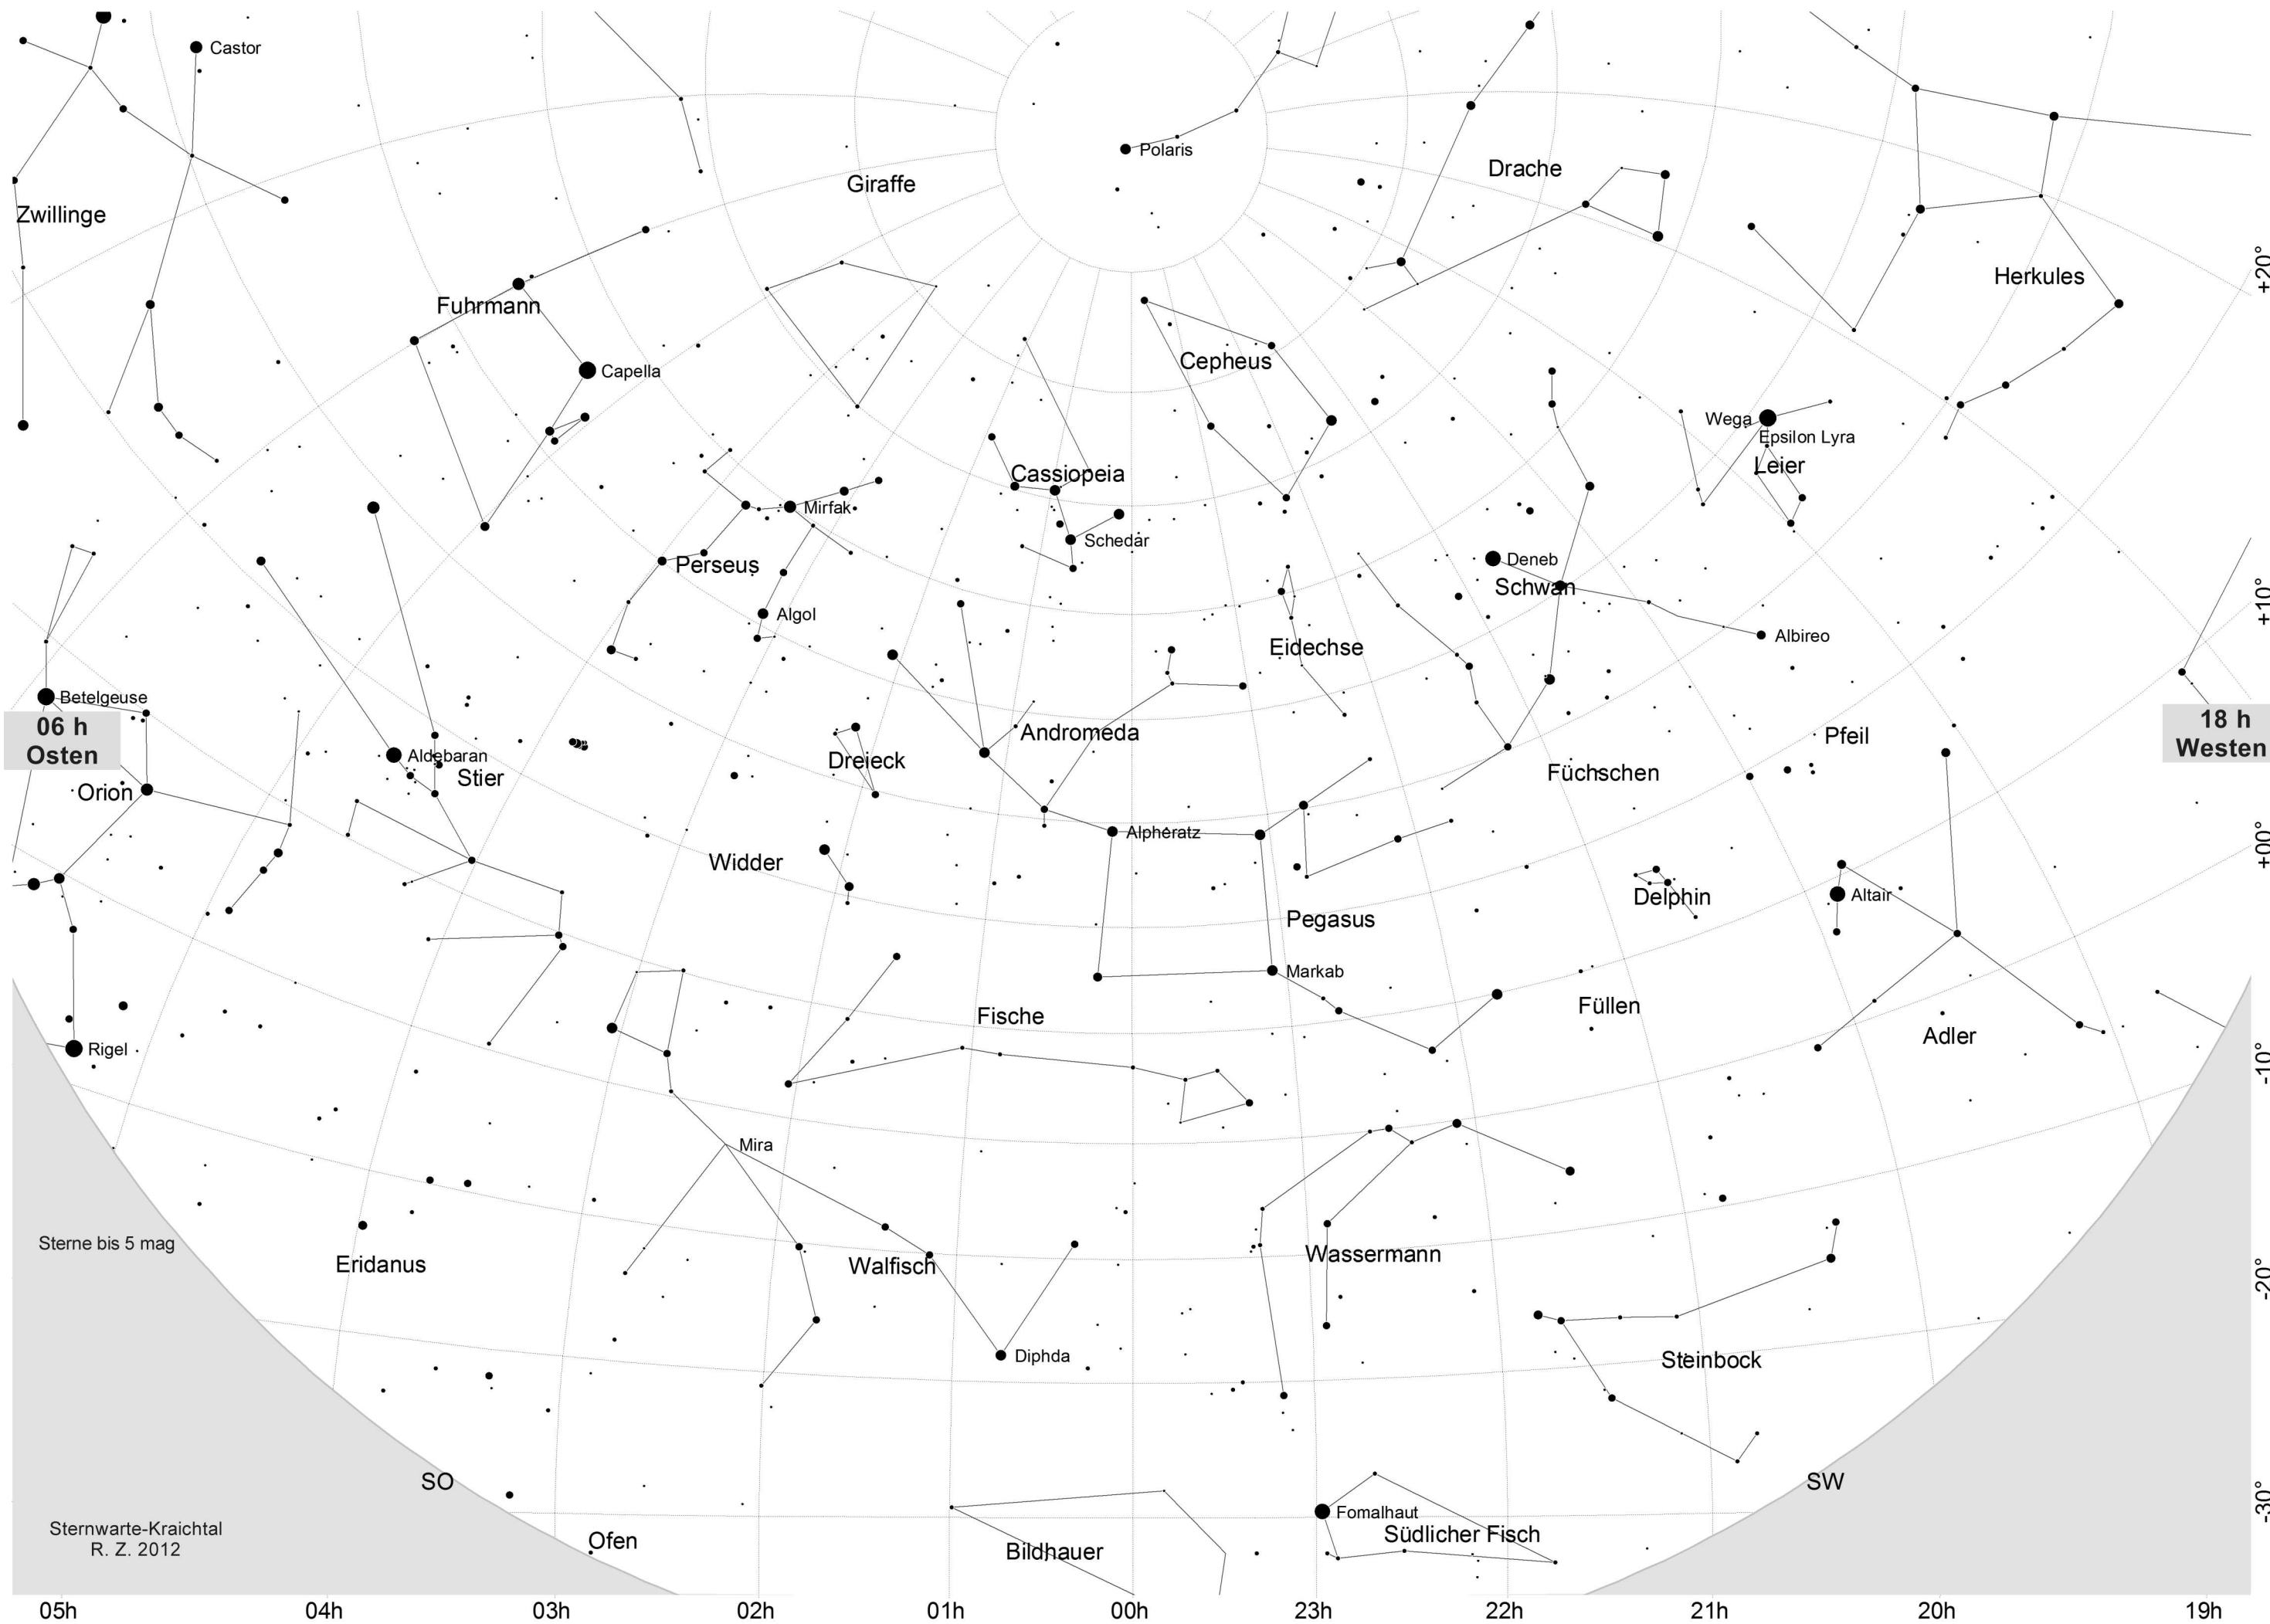 Castor
Polaris
Drache
Giraffe
Zwillinge
+20°
Herkules
Fuhrmann
Cepheus
Capella
Wega
Epsilon Lyra
Leier
Cassiopeia
Mirfak
Schedar
Deneb
Perseus
Schwan
+10°
Algol
Albireo
Eidechse
Betelgeuse
06 h
Osten
18 h
Westen
Andromeda
Pfeil
Aldebaran
Dreieck
Stier
Füchschen
Orion
Alpheratz
+00°
Widder
Delphin
Altair
Pegasus
Markab
Füllen
Fische
Adler
Rigel
-10°
Mira
Sterne bis 5 mag
Wassermann
Eridanus
Walfisch
-20°
Diphda
Steinbock
SO
SW
-30°
Fomalhaut
Sternwarte-Kraichtal
R. Z. 2012
Südlicher Fisch
Ofen
Bildhauer
05h 04h 03h 02h 01h 00h 23h 22h 21h 20h 19h